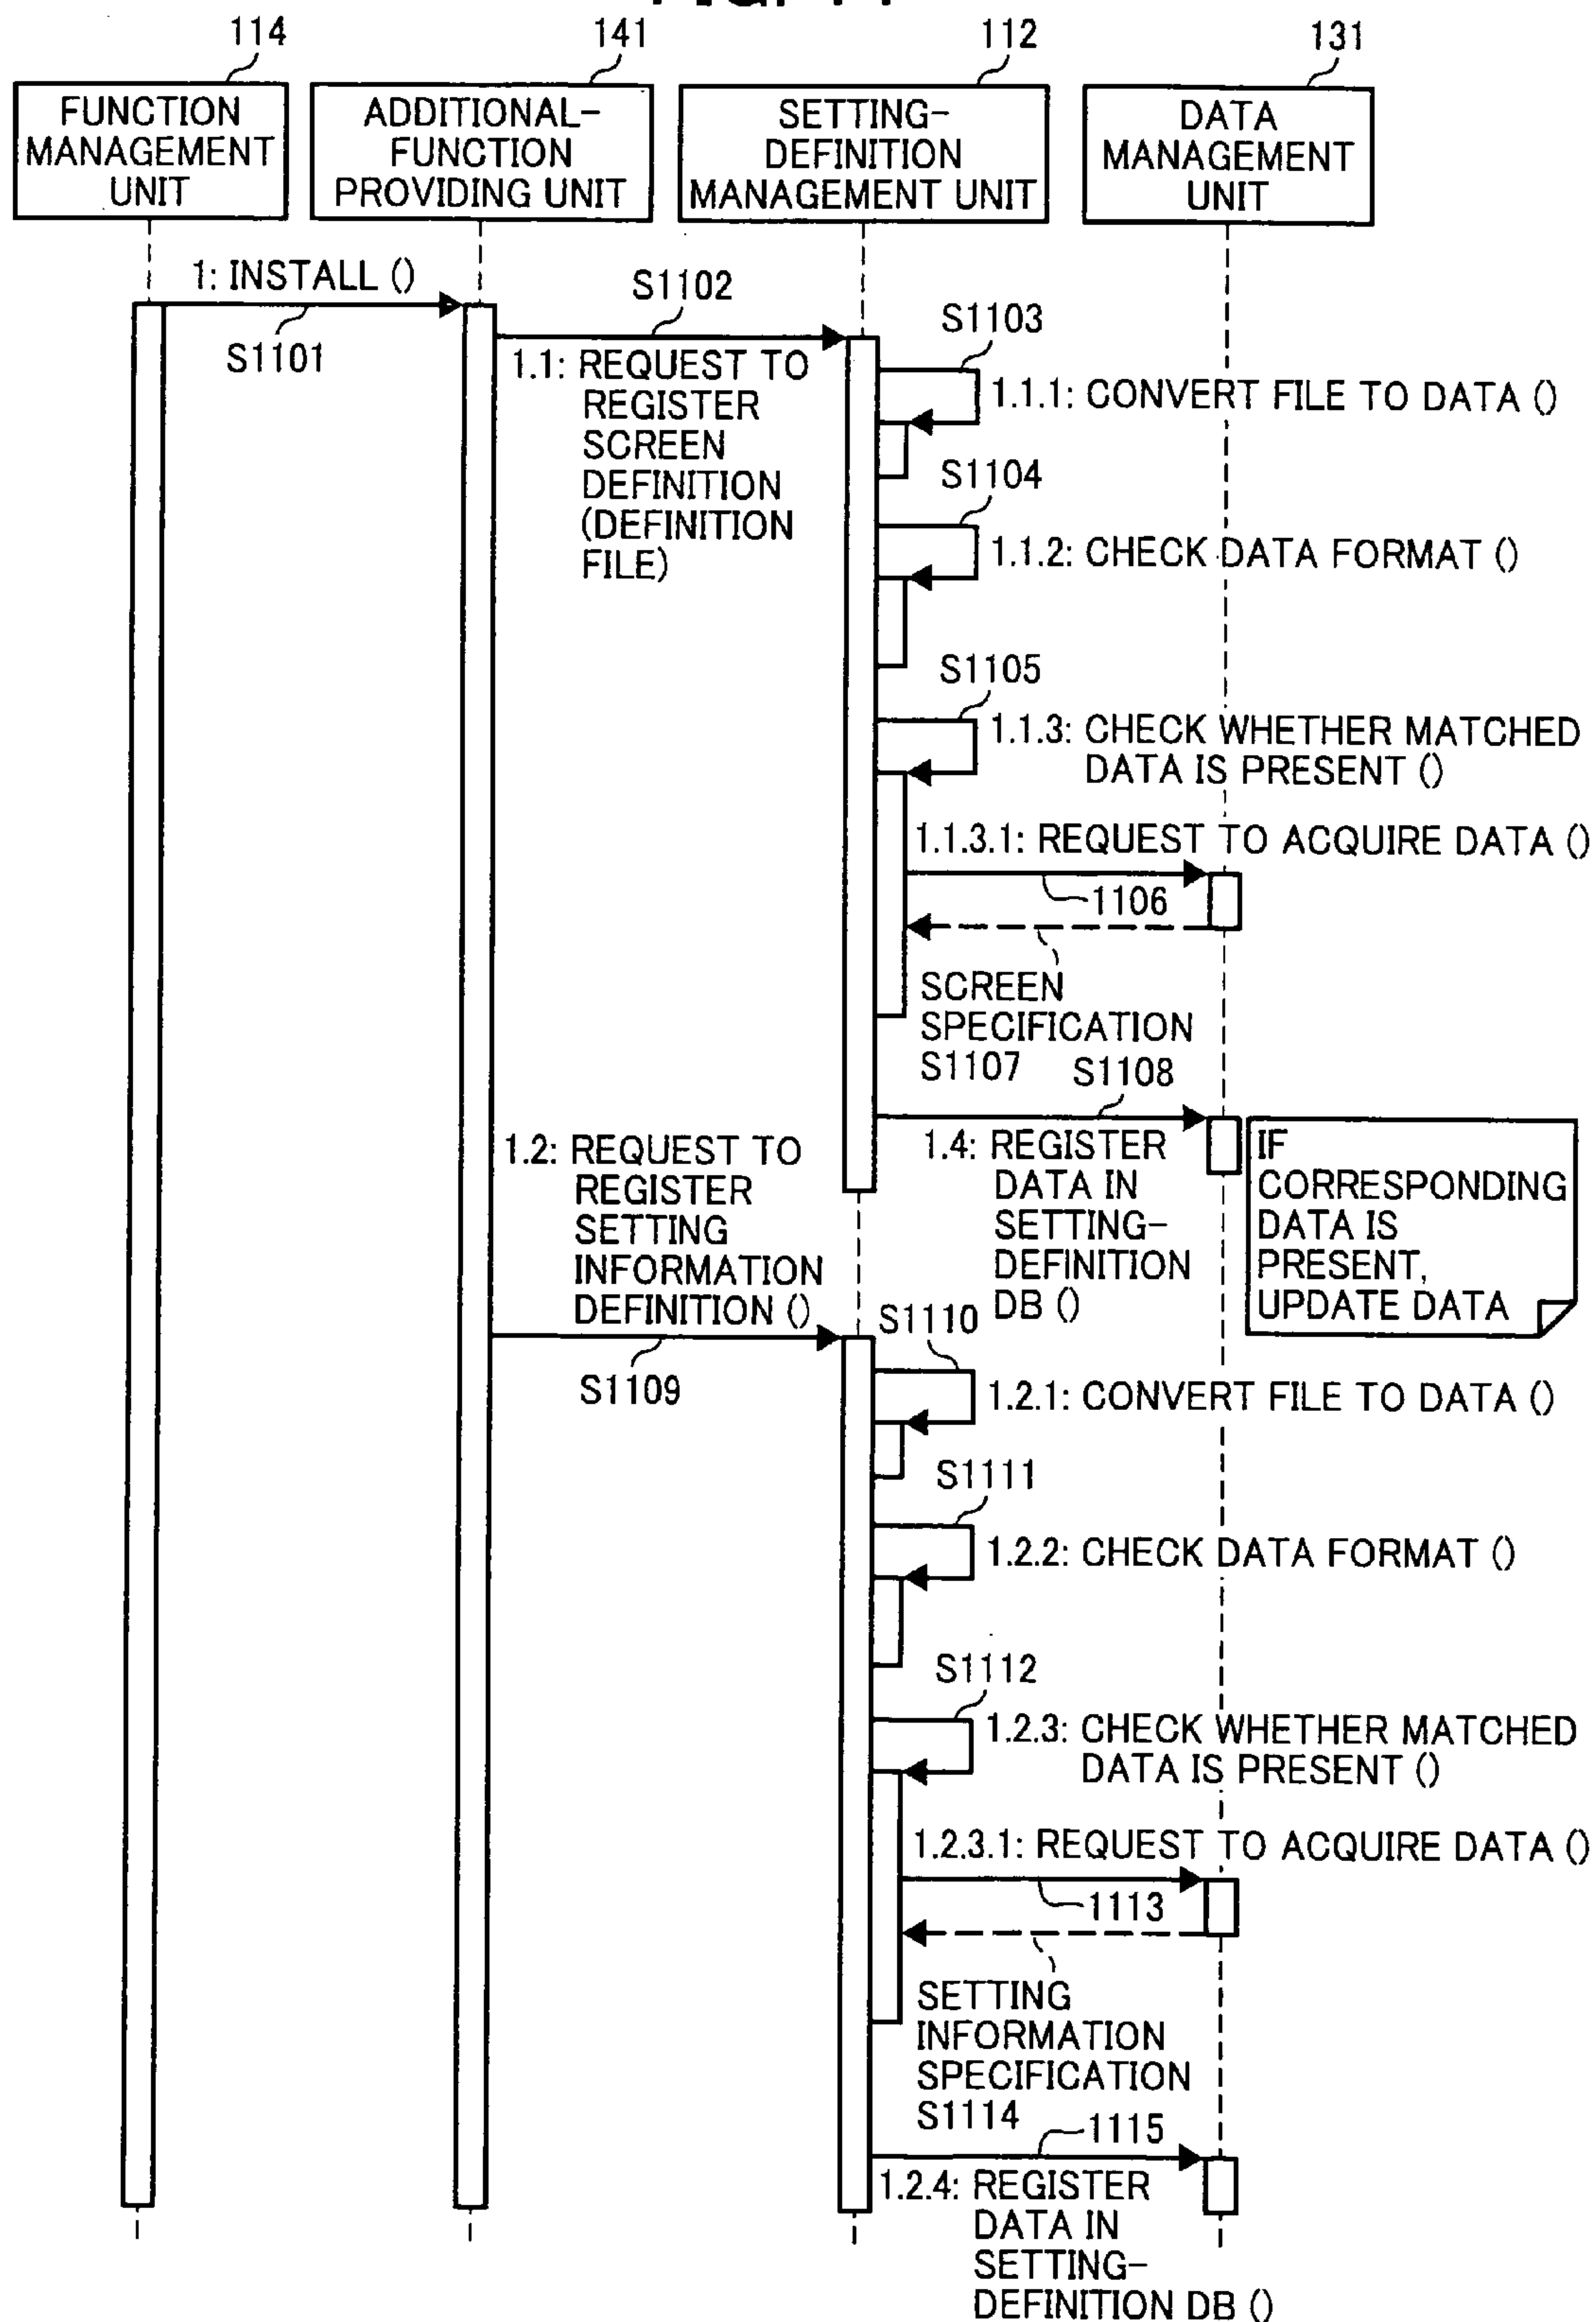 114
141
112
131
FUNCTION
MANAGEMENT
UNIT
ADDITIONAL-
FUNCTION
PROVIDING UNIT
SETTING-
DEFINITION
MANAGEMENT UNIT
DATA
MANAGEMENT
UNIT
1: INSTALL ()
S1101
S1102
1.1: REQUEST TO
REGISTER
SCREEN
DEFINITION
(DEFINITION
FILE)
S1103
1.1.1: CONVERT FILE TO DATA ()
S1104
1.1.2: CHECK DATA FORMAT ()
S1105
1.1.3: CHECK WHETHER MATCHED
DATA IS PRESENT ()
1.1.3.1: REQUEST TO ACQUIRE DATA ()
1106
SCREEN
SPECIFICATION
S1107
S1108
1.4: REGISTER
DATA IN
SETTING-
DEFINITION
DB ()
IF
CORRESPONDING
DATA IS
PRESENT,
UPDATE DATA
1.2: REQUEST TO
REGISTER
SETTING
INFORMATION
DEFINITION ()
S1109
S1110
1.2.1: CONVERT FILE TO DATA ()
S1111
1.2.2: CHECK DATA FORMAT ()
S1112
1.2.3: CHECK WHETHER MATCHED
DATA IS PRESENT ()
1.2.3.1: REQUEST TO ACQUIRE DATA ()
1113
SETTING
INFORMATION
SPECIFICATION
S1114
1115
1.2.4: REGISTER
DATA IN
SETTING-
DEFINITION DB ()